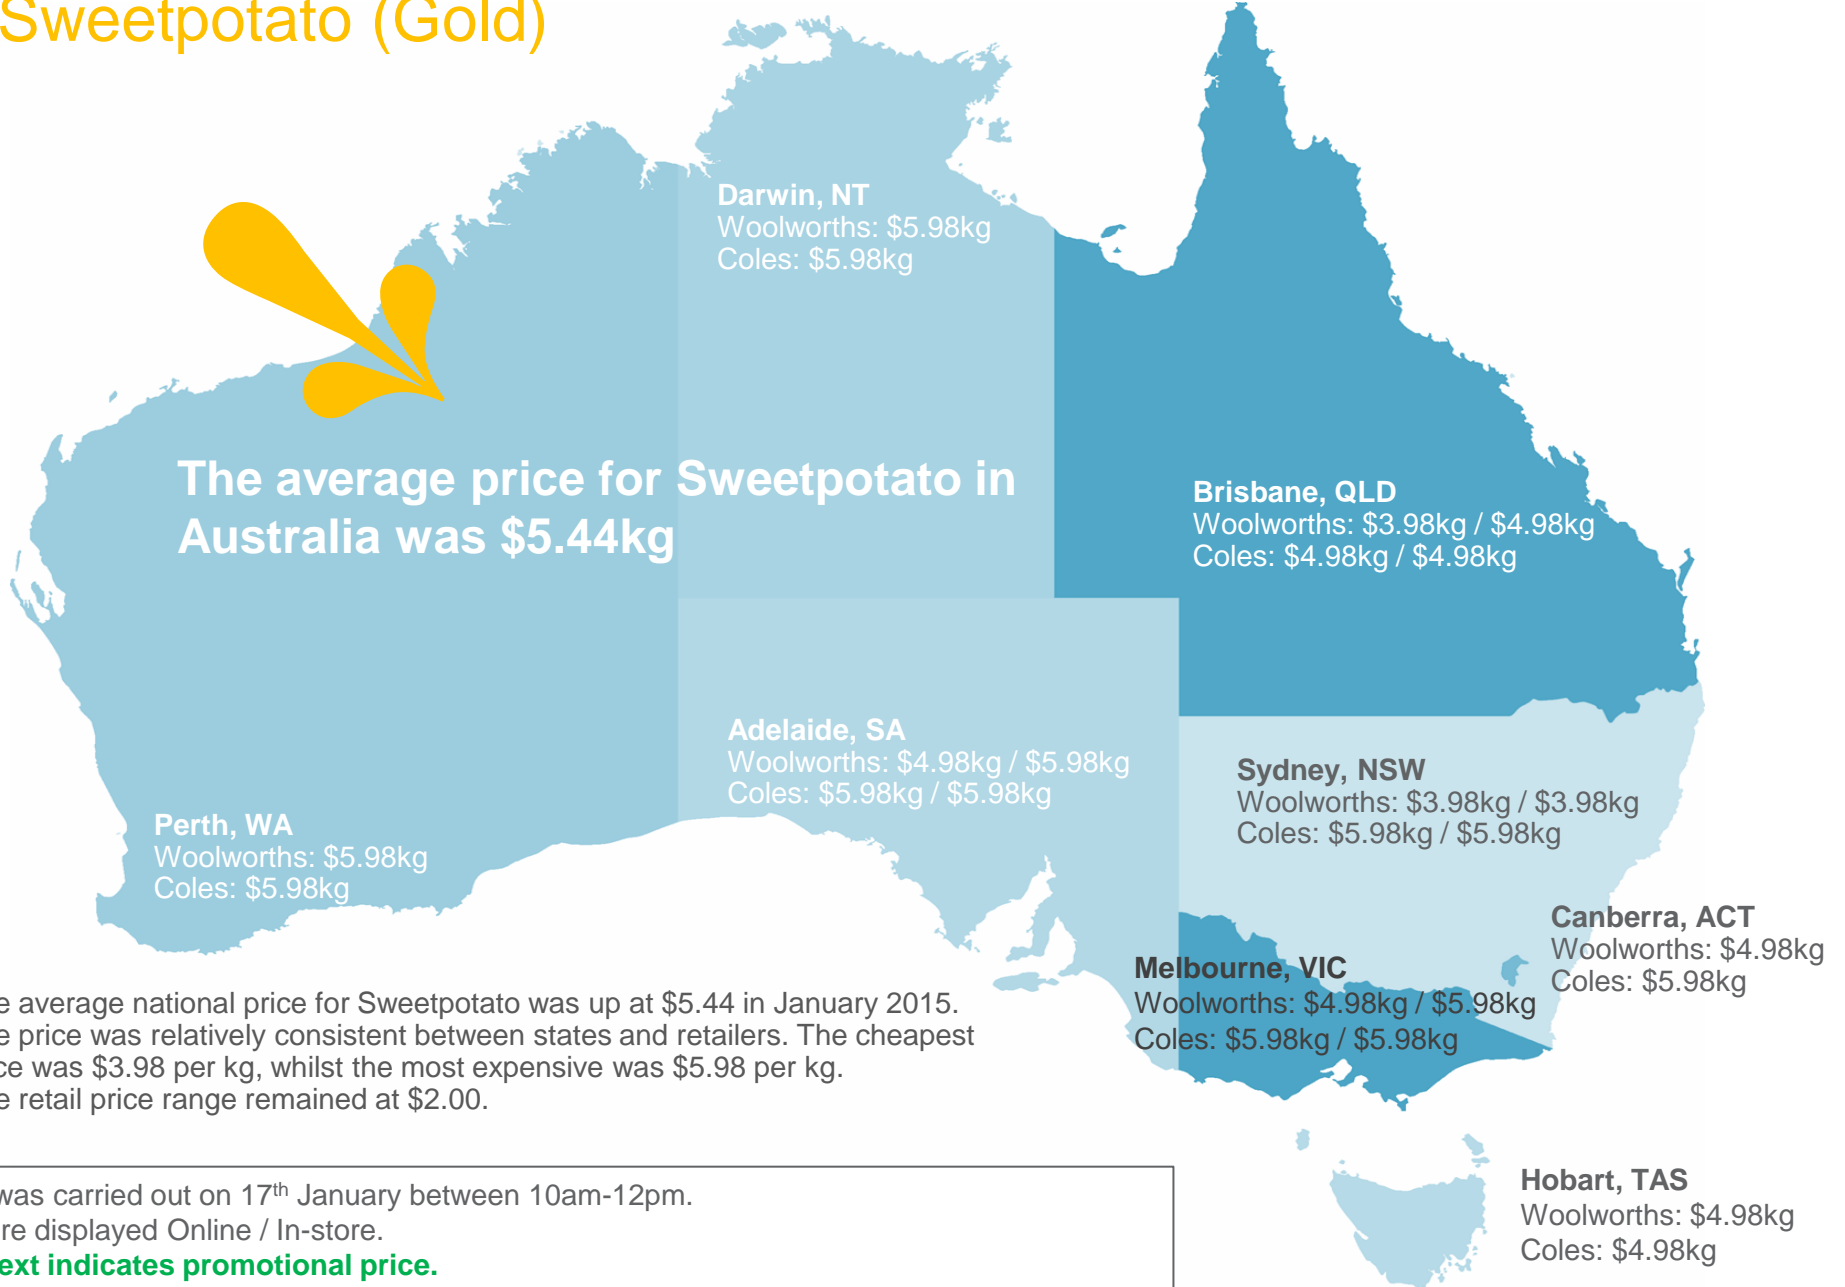 Sweetpotato (Gold)
Darwin, NT
Woolworths: $5.98kg
Coles: $5.98kg
The average price for Sweetpotato in
Australia was $5.44kg
Brisbane, QLD
Woolworths: $3.98kg / $4.98kg
Coles: $4.98kg / $4.98kg
Adelaide, SA
Woolworths: $4.98kg / $5.98kg
Coles: $5.98kg / $5.98kg
Sydney, NSW
Woolworths: $3.98kg / $3.98kg
Coles: $5.98kg / $5.98kg
Perth, WA
Woolworths: $5.98kg
Coles: $5.98kg
Canberra, ACT
Woolworths: $4.98kg
Coles: $5.98kg
Melbourne, VIC
Woolworths: $4.98kg / $5.98kg
Coles: $5.98kg / $5.98kg
average national price for Sweetpotato was up at $5.44 in January 2015.
price was relatively consistent between states and retailers. The cheapest
was $3.98 per kg, whilst the most expensive was $5.98 per kg.
retail price range remained at $2.00.
was carried out on 17th January between 10am-12pm.
displayed Online / In-store.
indicates promotional price.
Hobart, TAS
Woolworths: $4.98kg
Coles: $4.98kg